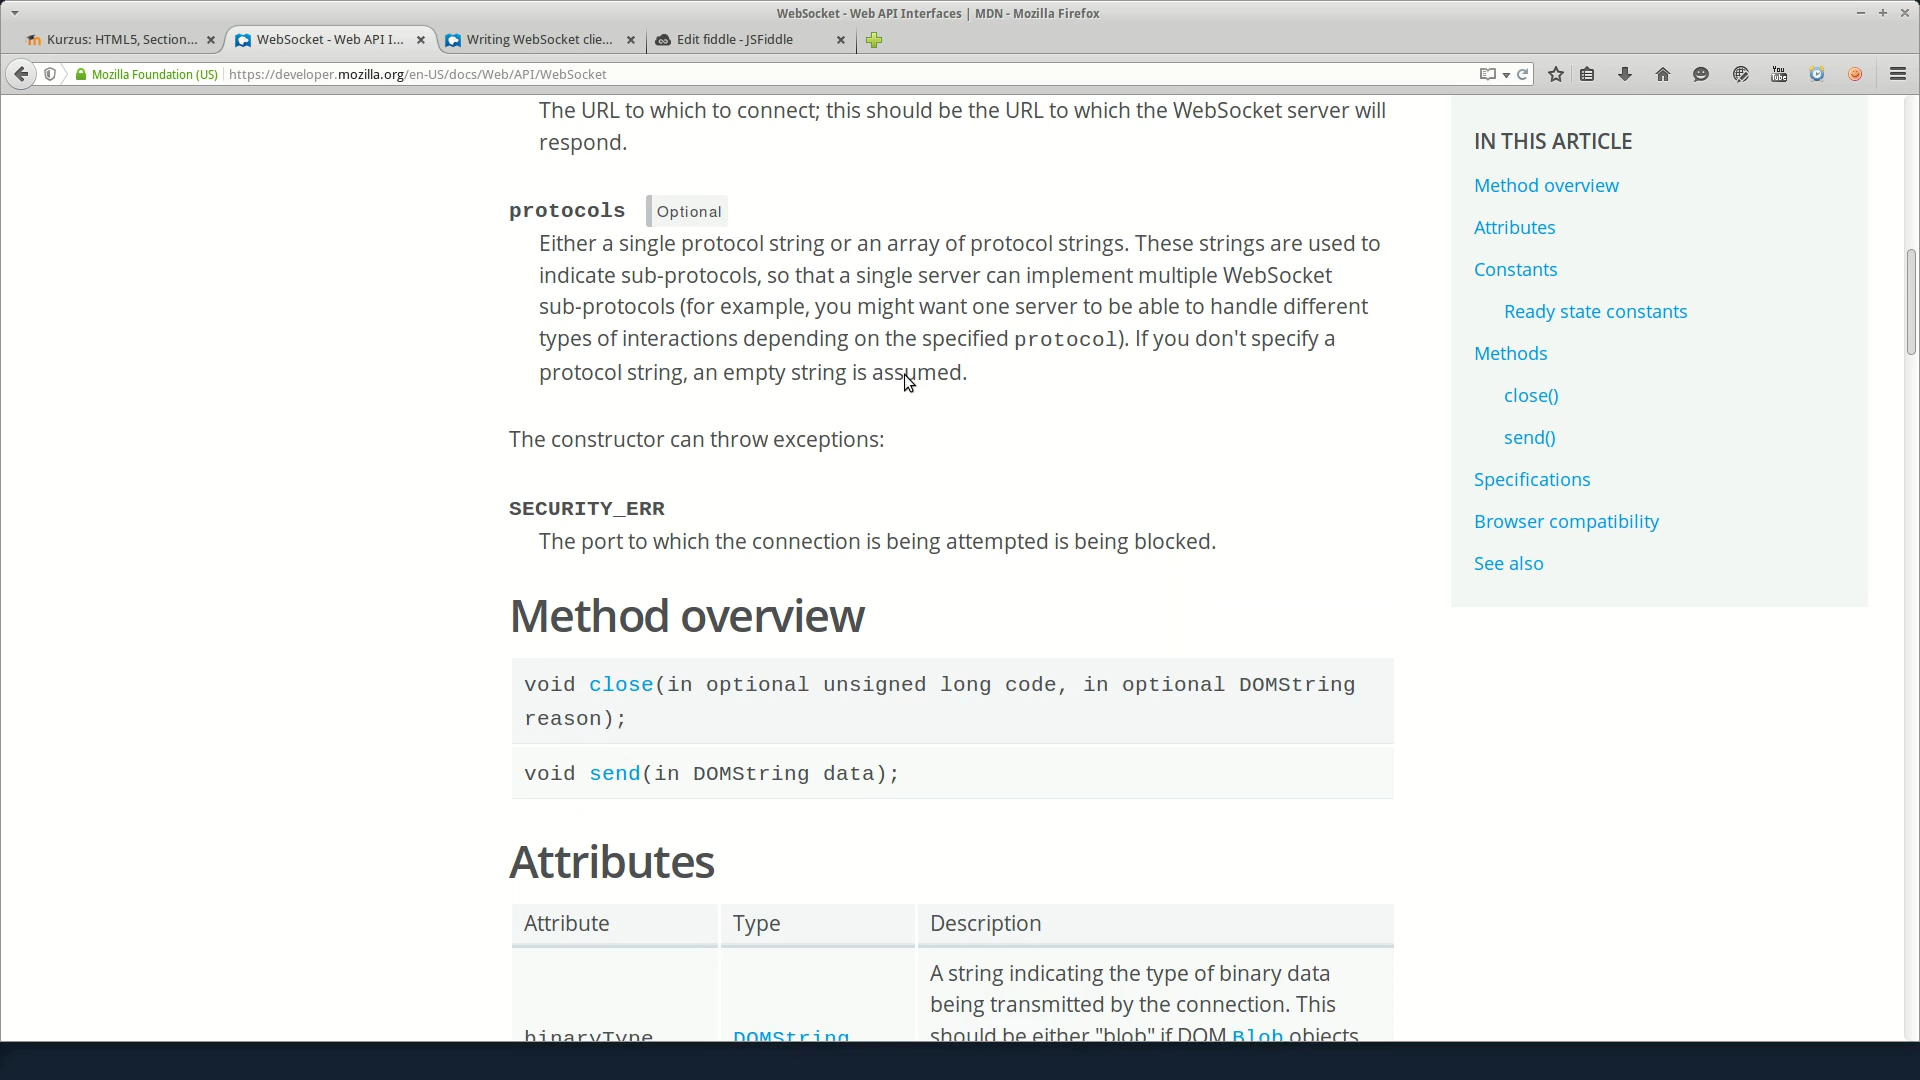 WebSocket - Web API Interfaces | MDN - Mozilla Firefox
Kurzus: HTML5, Section...
WebSocket - Web API I...
Writing WebSocket clie...
Edit fiddle - JSFiddle
Mozilla Foundation (US)
https://developer.mozilla.org/en-US/docs/Web/API/WebSocket
You
Tube
The URL to which to connect; this should be the URL to which the WebSocket server will
respond.
protocols Optional
Either a single protocol string or an array of protocol strings. These strings are used to
indicate sub-protocols, so that a single server can implement multiple WebSocket
sub-protocols (for example, you might want one server to be able to handle different
types of interactions depending on the specified protocol). If you don't specify a
protocol string, an empty string is assumed.
The constructor can throw exceptions:
SECURITY_ERR
The port to which the connection is being attempted is being blocked.
Method overview
void close(in optional unsigned long code, in optional DOMString
reason);
void send(in DOMString data);
Attributes
Attribute Type Description
A string indicating the type of binary data
being transmitted by the connection. This
binaryType DOMString should be either "blob" if DOM Blob objects
IN THIS ARTICLE
Method overview
Attributes
Constants
Ready state constants
Methods
close()
send()
Specifications
Browser compatibility
See also